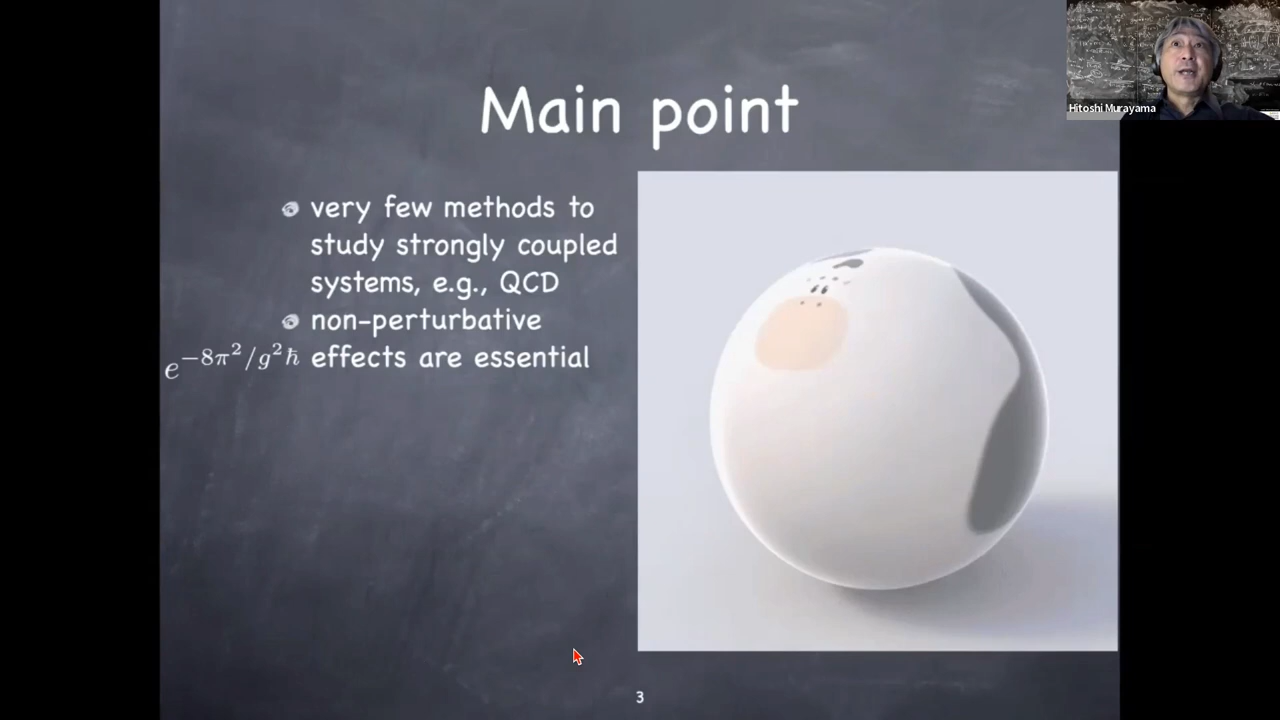 Hitoshi Murayama
Main point
very few methods to
study strongly coupled
systems, e.g., QCD
non-perturbative
e^{-8π²/g²ℏ} effects are essential
3